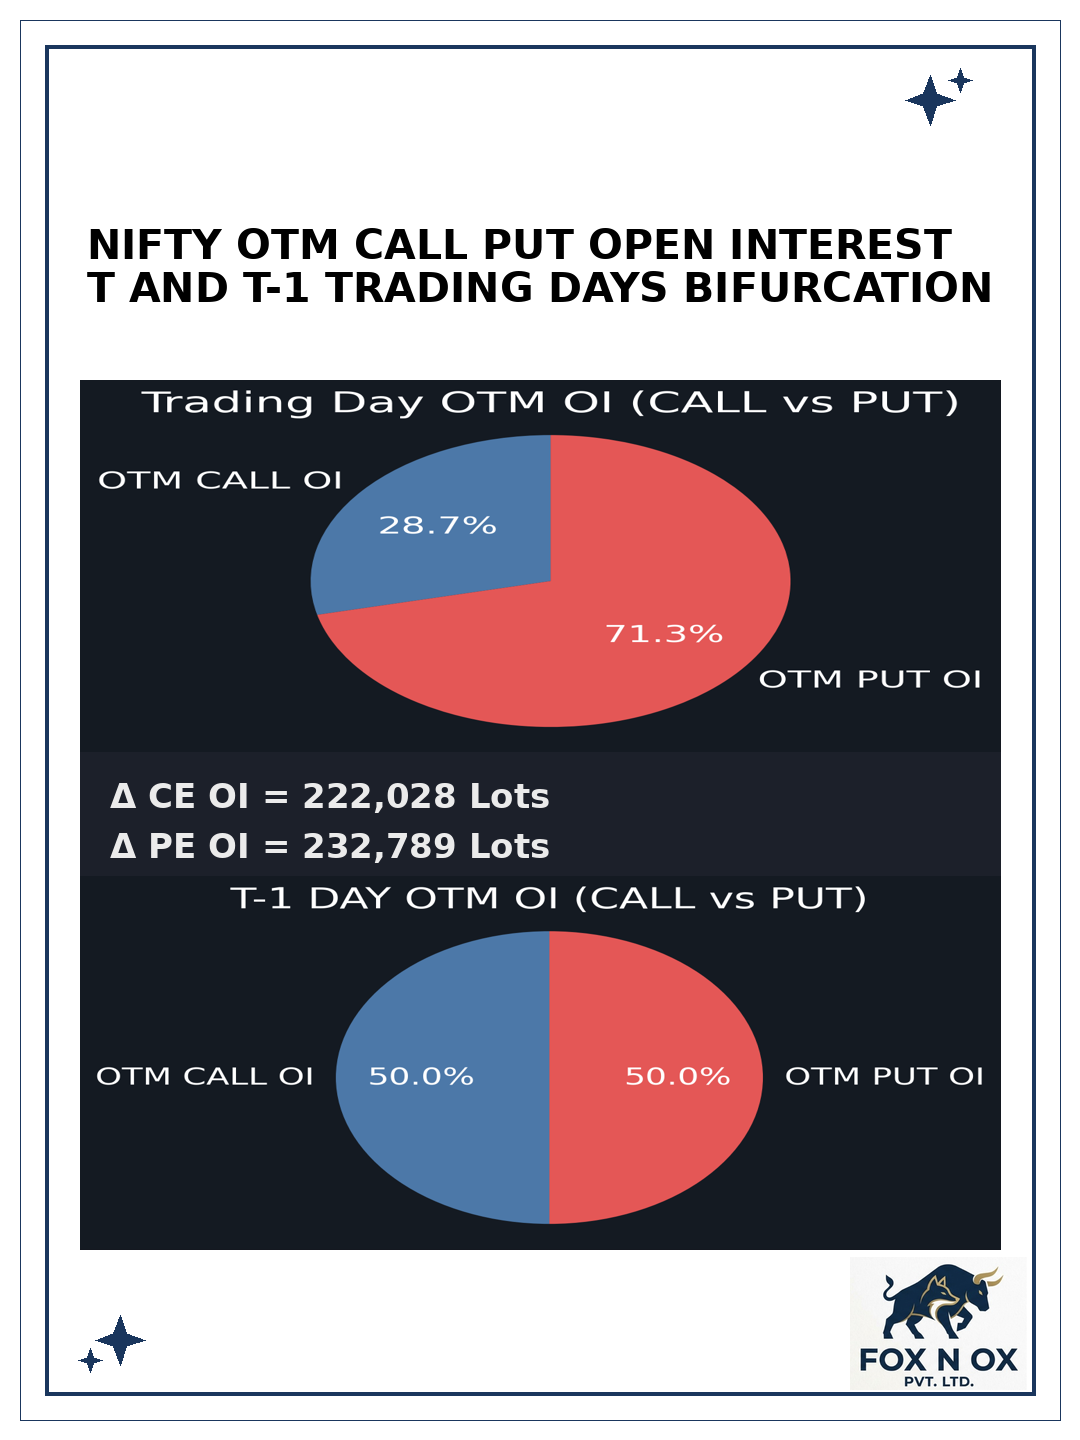 NIFTY OTM CALL PUT OPEN INTEREST
T AND T-1 TRADING DAYS BIFURCATION
Trading Day OTM OI (CALL vs PUT)
OTM CALL OI
28.7%
71.3%
OTM PUT OI
Δ CE OI = 222,028 Lots
Δ PE OI = 232,789 Lots
T-1 DAY OTM OI (CALL vs PUT)
OTM CALL OI
50.0%
50.0%
OTM PUT OI
FOX N OX
PVT. LTD.